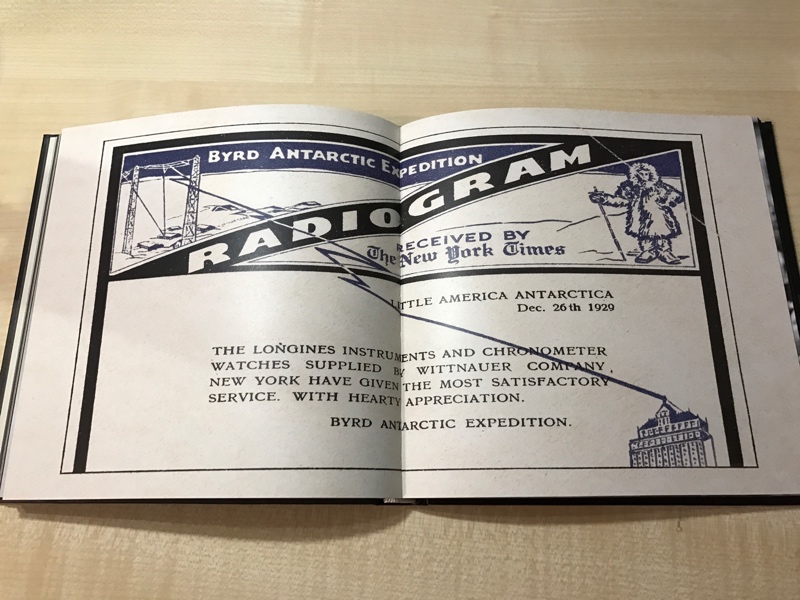 BYRD ANTARCTIC EXPEDITION
RADIOGRAM
RECEIVED BY
The New York Times
LITTLE AMERICA ANTARCTICA
Dec. 26th 1929
THE LONGINES INSTRUMENTS AND CHRONOMETER
WATCHES SUPPLIED BY WITTNAUER COMPANY,
NEW YORK HAVE GIVEN THE MOST SATISFACTORY
SERVICE. WITH HEARTY APPRECIATION.
BYRD ANTARCTIC EXPEDITION.